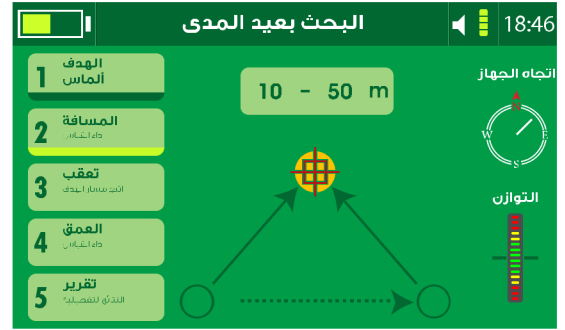 البحث بعيد المدى
18:46
1
الهدف
ألماس
2
المسافة
3
تعقب
4
العمق
5
تقرير
10 - 50 m
اتجاه الجهاز
N
W
E
S
التوازن